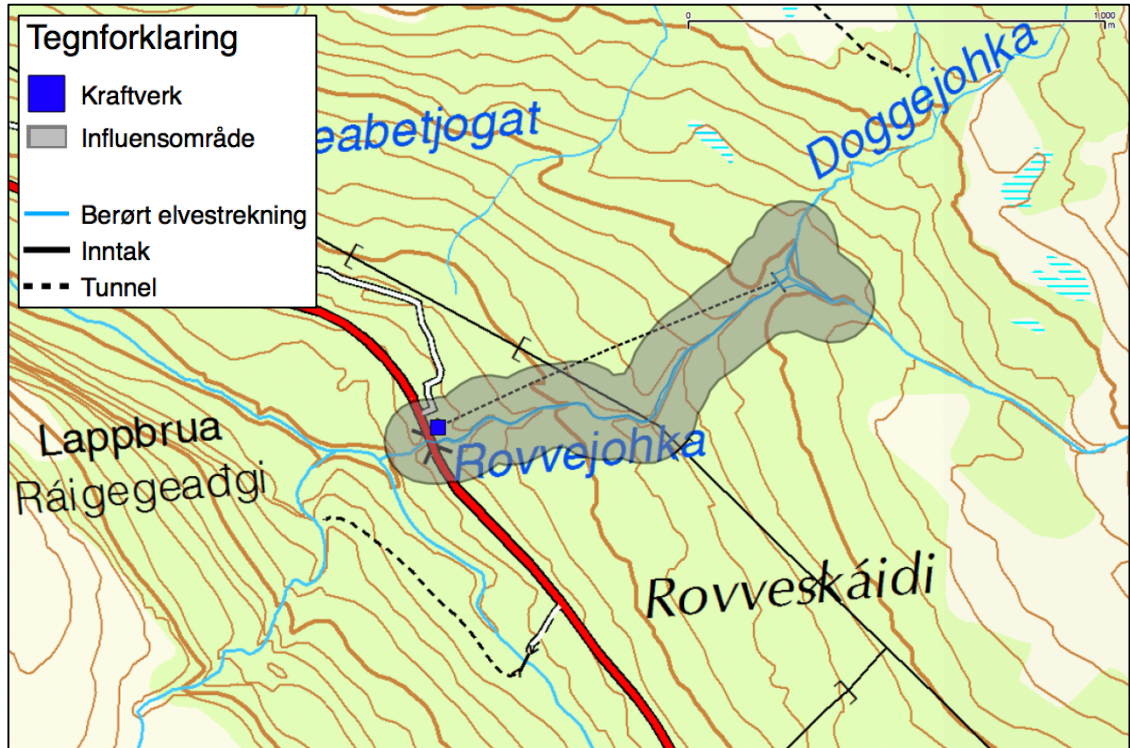 Tegnforklaring
Kraftverk
Influensområde
Berørt elvestrekning
Inntak
Tunnel
0 1 000
m
eabetjogat
Doggejohka
Lappbrua
Ráigegeađgi
Rovvejohka
Rovveskáidi